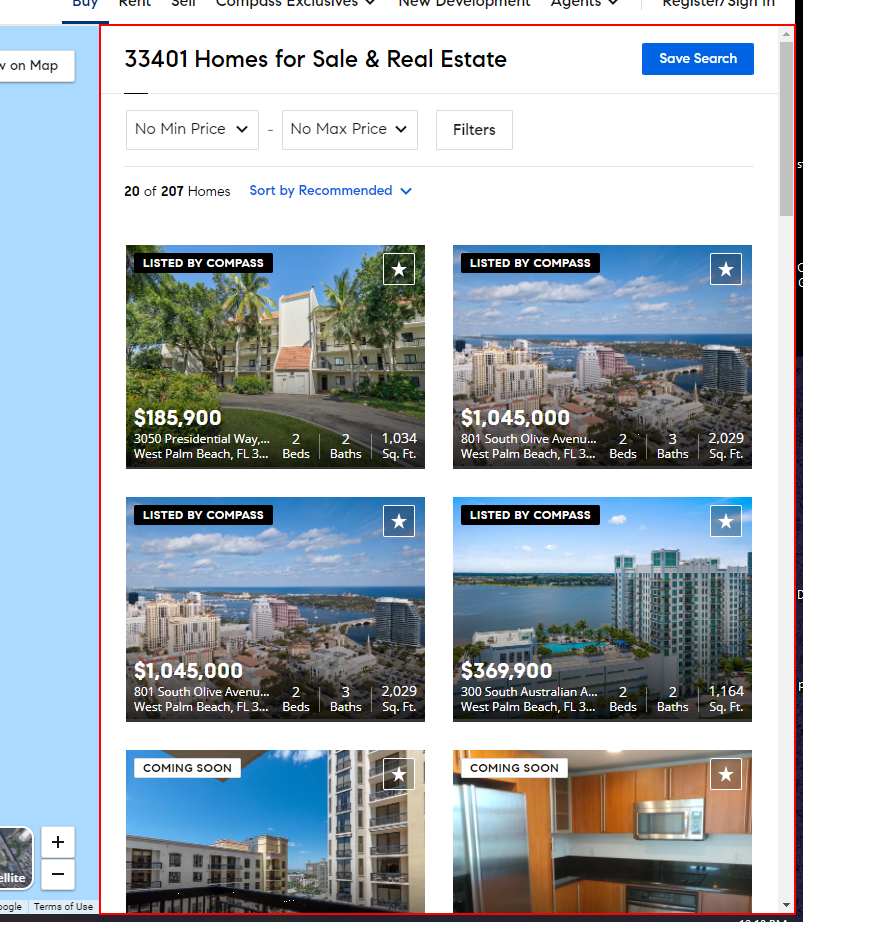 Buy Rent Sell Compass Exclusives New Development Agents Register/Sign In
w on Map
33401 Homes for Sale & Real Estate
Save Search
No Min Price - No Max Price Filters
20 of 207 Homes Sort by Recommended
LISTED BY COMPASS
$185,900
3050 Presidential Way,... 2 2 1,034
West Palm Beach, FL 3... Beds Baths Sq. Ft.
LISTED BY COMPASS
$1,045,000
801 South Olive Avenu... 2 3 2,029
West Palm Beach, FL 3... Beds Baths Sq. Ft.
LISTED BY COMPASS
$1,045,000
801 South Olive Avenu... 2 3 2,029
West Palm Beach, FL 3... Beds Baths Sq. Ft.
LISTED BY COMPASS
$369,900
300 South Australian A... 2 2 1,164
West Palm Beach, FL 3... Beds Baths Sq. Ft.
COMING SOON
COMING SOON
ellite
+
−
oogle Terms of Use